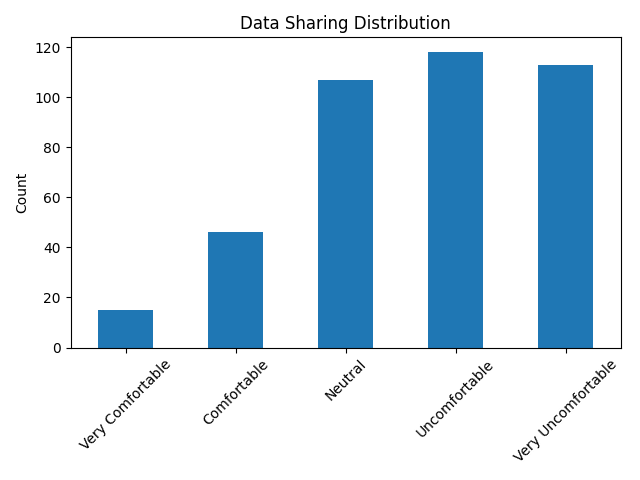 Data Sharing Distribution
Count
120
100
80
60
40
20
0
Very Comfortable
Comfortable
Neutral
Uncomfortable
Very Uncomfortable